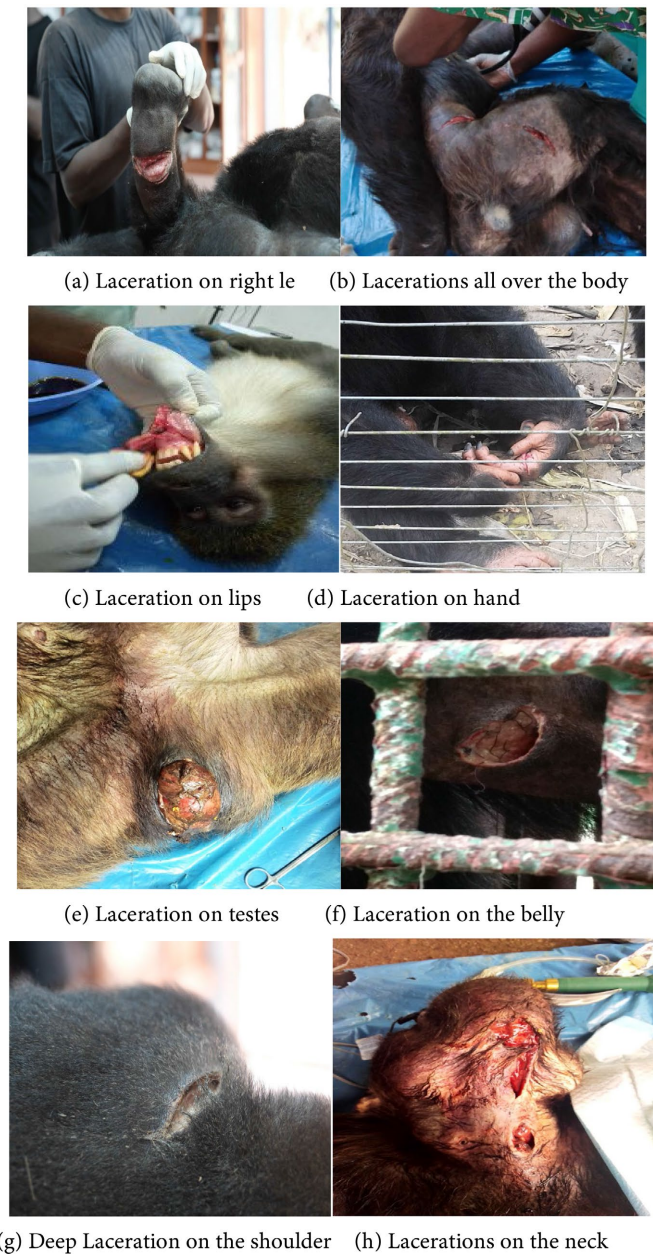 (a) Laceration on right le (b) Lacerations all over the body
(c) Laceration on lips (d) Laceration on hand
(e) Laceration on testes (f) Laceration on the belly
(g) Deep Laceration on the shoulder (h) Lacerations on the neck